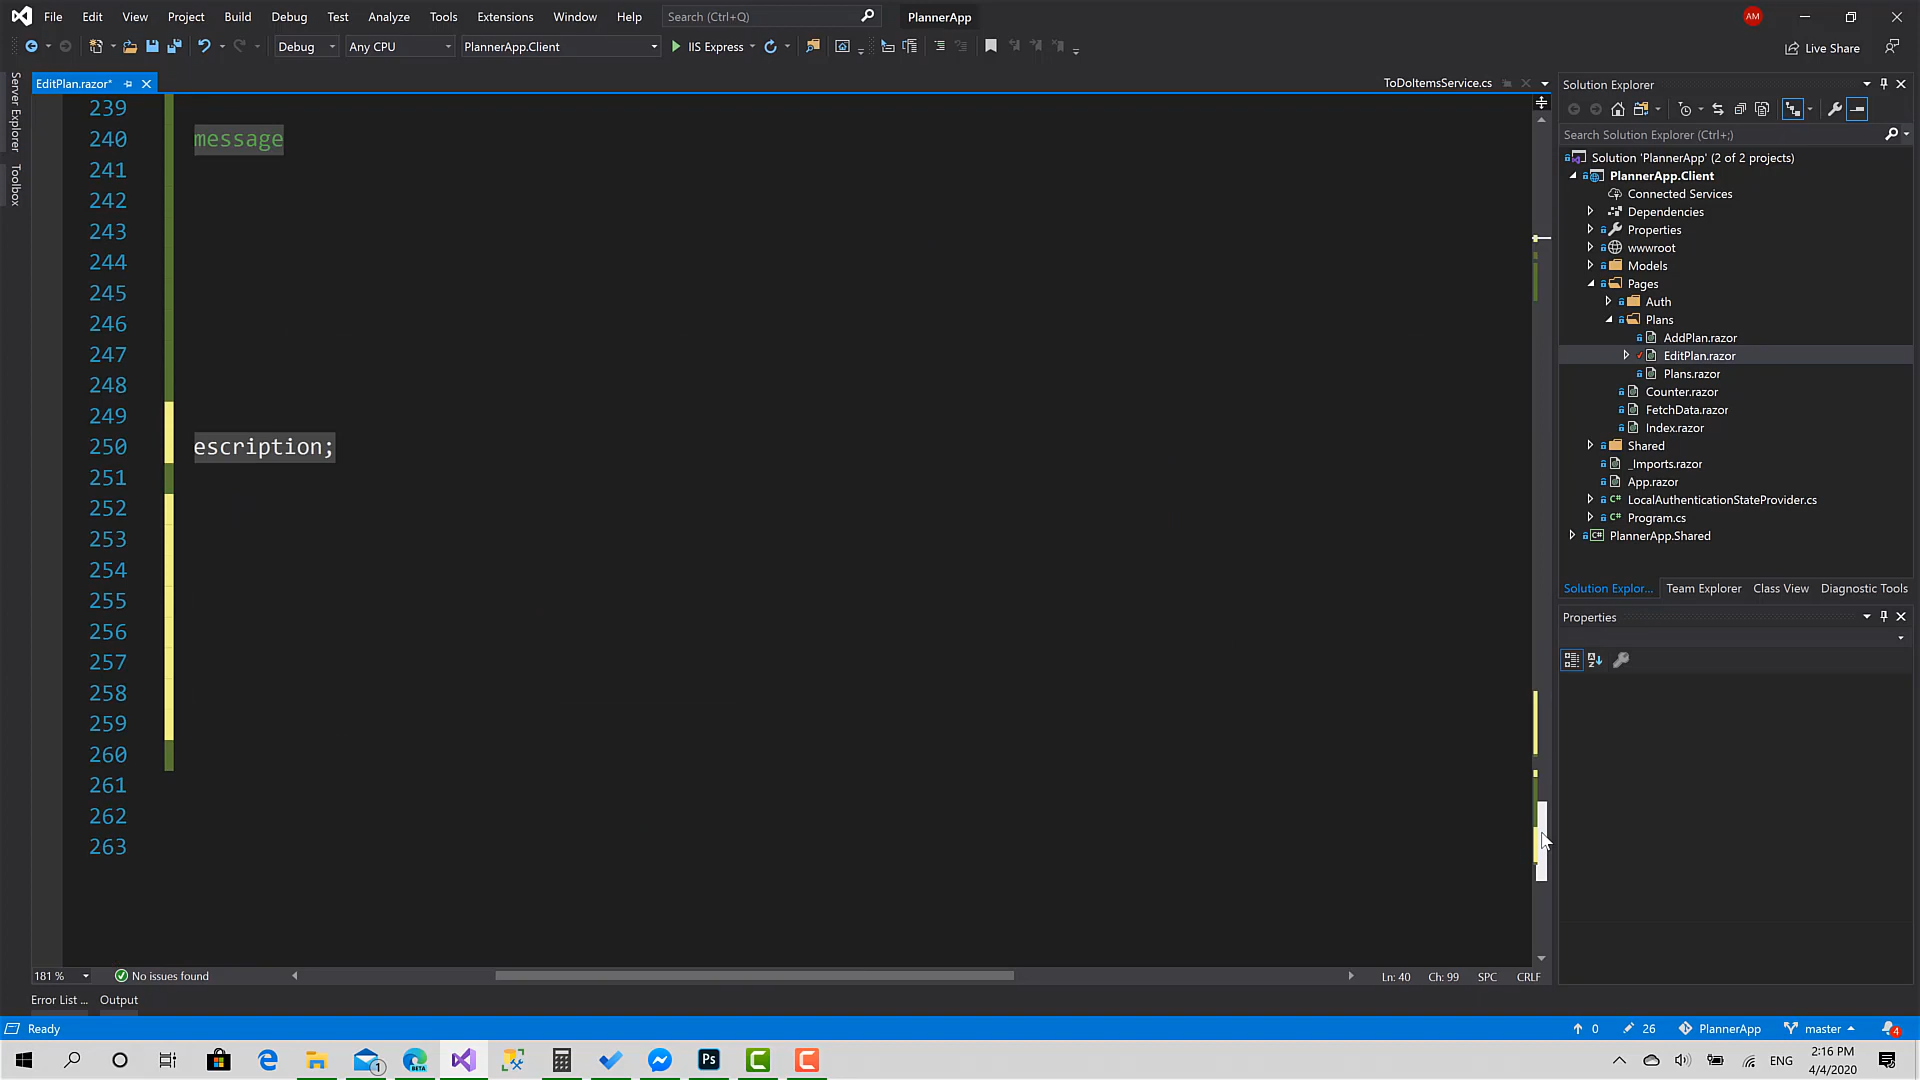 File Edit View Project Build Debug Test Analyze Tools Extensions Window Help Search (Ctrl+Q) PlannerApp AM
Debug Any CPU PlannerApp.Client IIS Express Live Share
Server Explorer
Toolbox
EditPlan.razor* ToDoItemsService.cs
239
240 message
241
242
243
244
245
246
247
248
249
250 escription;
251
252
253
254
255
256
257
258
259
260
261
262
263
181 % No issues found Ln: 40 Ch: 99 SPC CRLF
Error List ... Output
Solution Explorer
Search Solution Explorer (Ctrl+;)
Solution 'PlannerApp' (2 of 2 projects)
PlannerApp.Client
Connected Services
Dependencies
Properties
wwwroot
Models
Pages
Auth
Plans
AddPlan.razor
EditPlan.razor
Plans.razor
Counter.razor
FetchData.razor
Index.razor
Shared
_Imports.razor
App.razor
LocalAuthenticationStateProvider.cs
Program.cs
PlannerApp.Shared
Solution Explor... Team Explorer Class View Diagnostic Tools
Properties
Ready 0 26 PlannerApp master 4
1 BETA Ps ENG 2:16 PM
4/4/2020